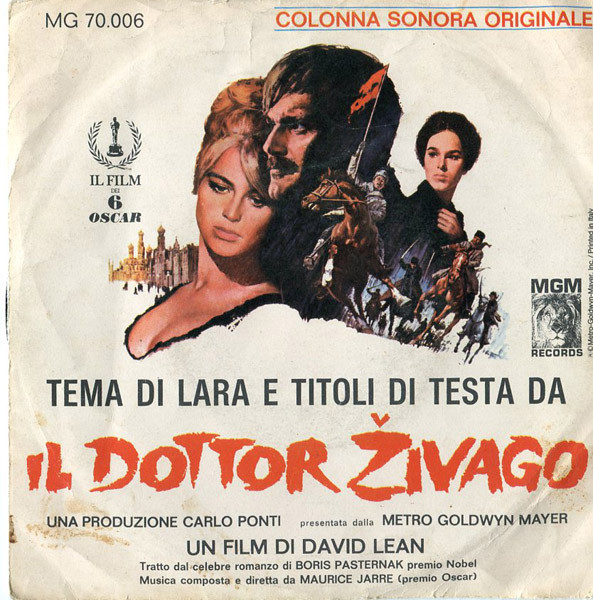 MG 70.006
COLONNA SONORA ORIGINALE
IL FILM
DEI
6
OSCAR
MGM
RECORDS
© Metro-Goldwyn-Mayer, Inc. / Printed in Italy
TEMA DI LARA E TITOLI DI TESTA DA
IL DOTTOR ŽIVAGO
UNA PRODUZIONE CARLO PONTI presentata dalla METRO GOLDWYN MAYER
UN FILM DI DAVID LEAN
Tratto dal celebre romanzo di BORIS PASTERNAK premio Nobel
Musica composta e diretta da MAURICE JARRE (premio Oscar)